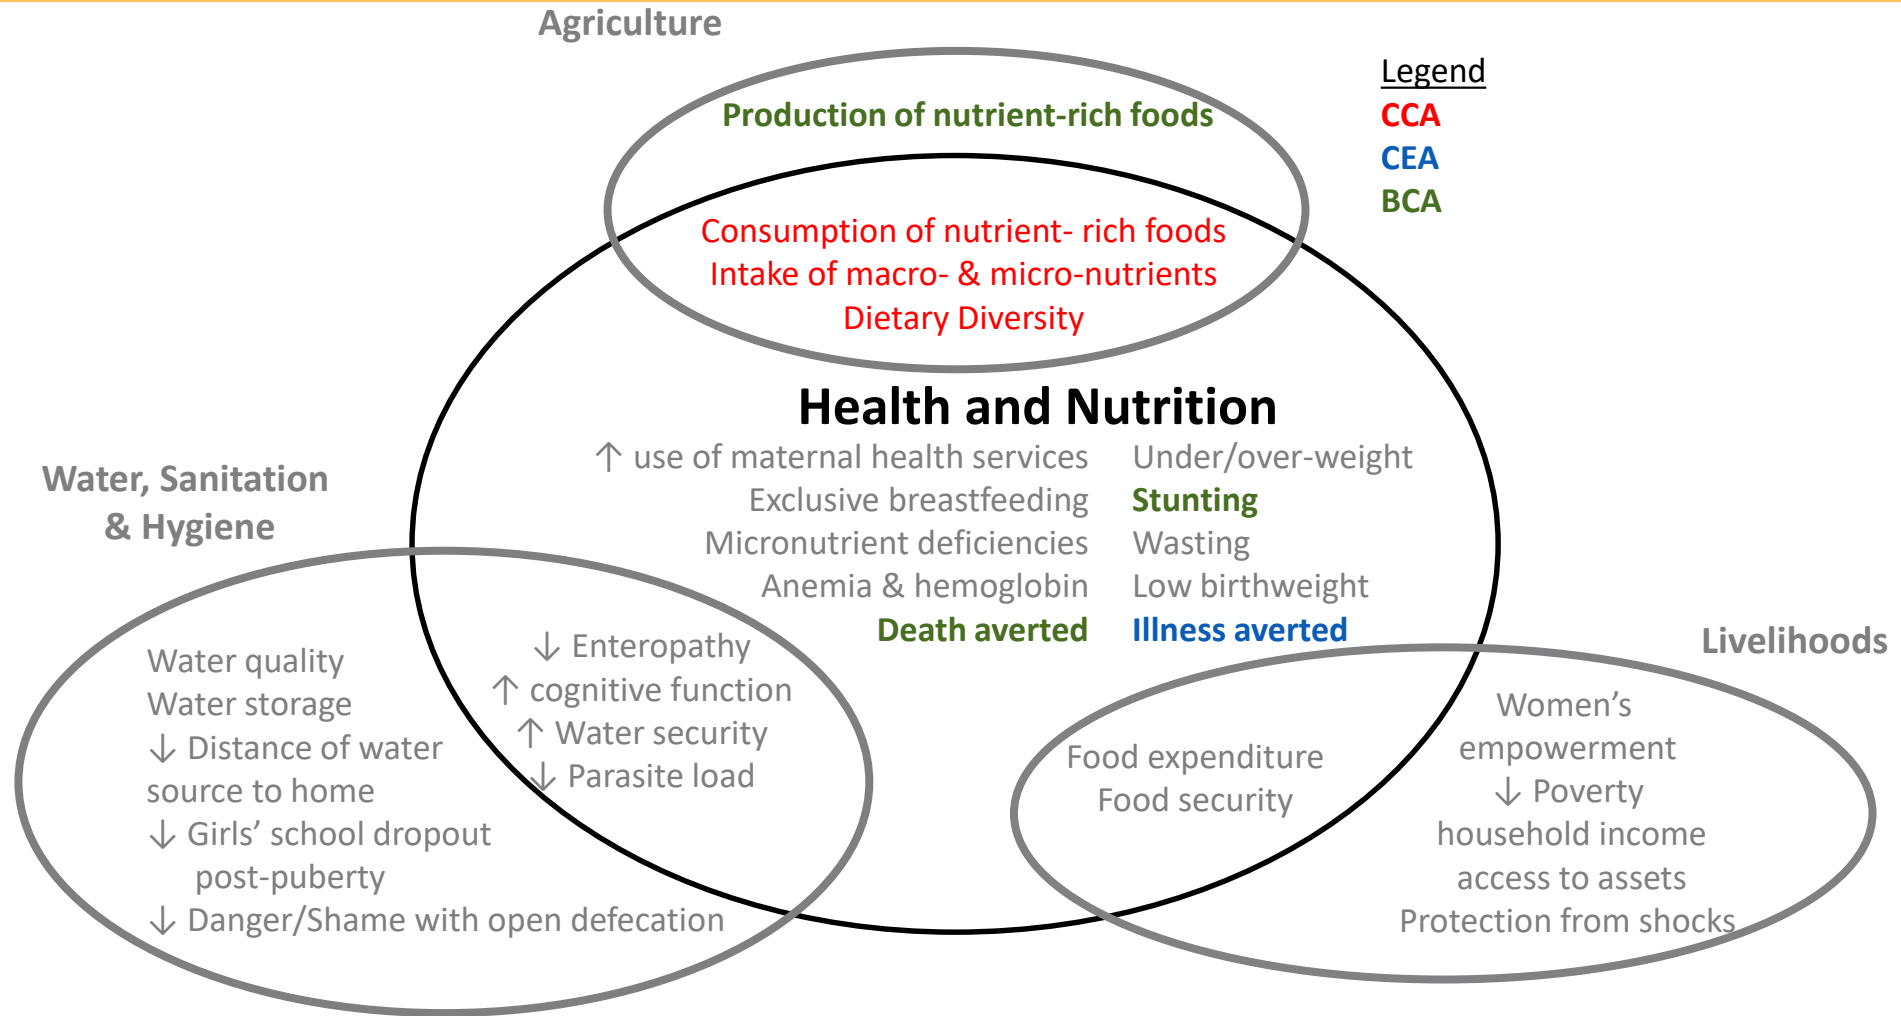 Agriculture
Legend
CCA
CEA
BCA
Production of nutrient-rich foods
Consumption of nutrient- rich foods
Intake of macro- & micro-nutrients
Dietary Diversity
Health and Nutrition
↑ use of maternal health services
Exclusive breastfeeding
Micronutrient deficiencies
Anemia & hemoglobin
Death averted
Under/over-weight
Stunting
Wasting
Low birthweight
Illness averted
Water, Sanitation
& Hygiene
Water quality
Water storage
↓ Distance of water
source to home
↓ Girls’ school dropout
post-puberty
↓ Danger/Shame with open defecation
↓ Enteropathy
↑ cognitive function
↑ Water security
↓ Parasite load
Livelihoods
Food expenditure
Food security
Women’s
empowerment
↓ Poverty
household income
access to assets
Protection from shocks